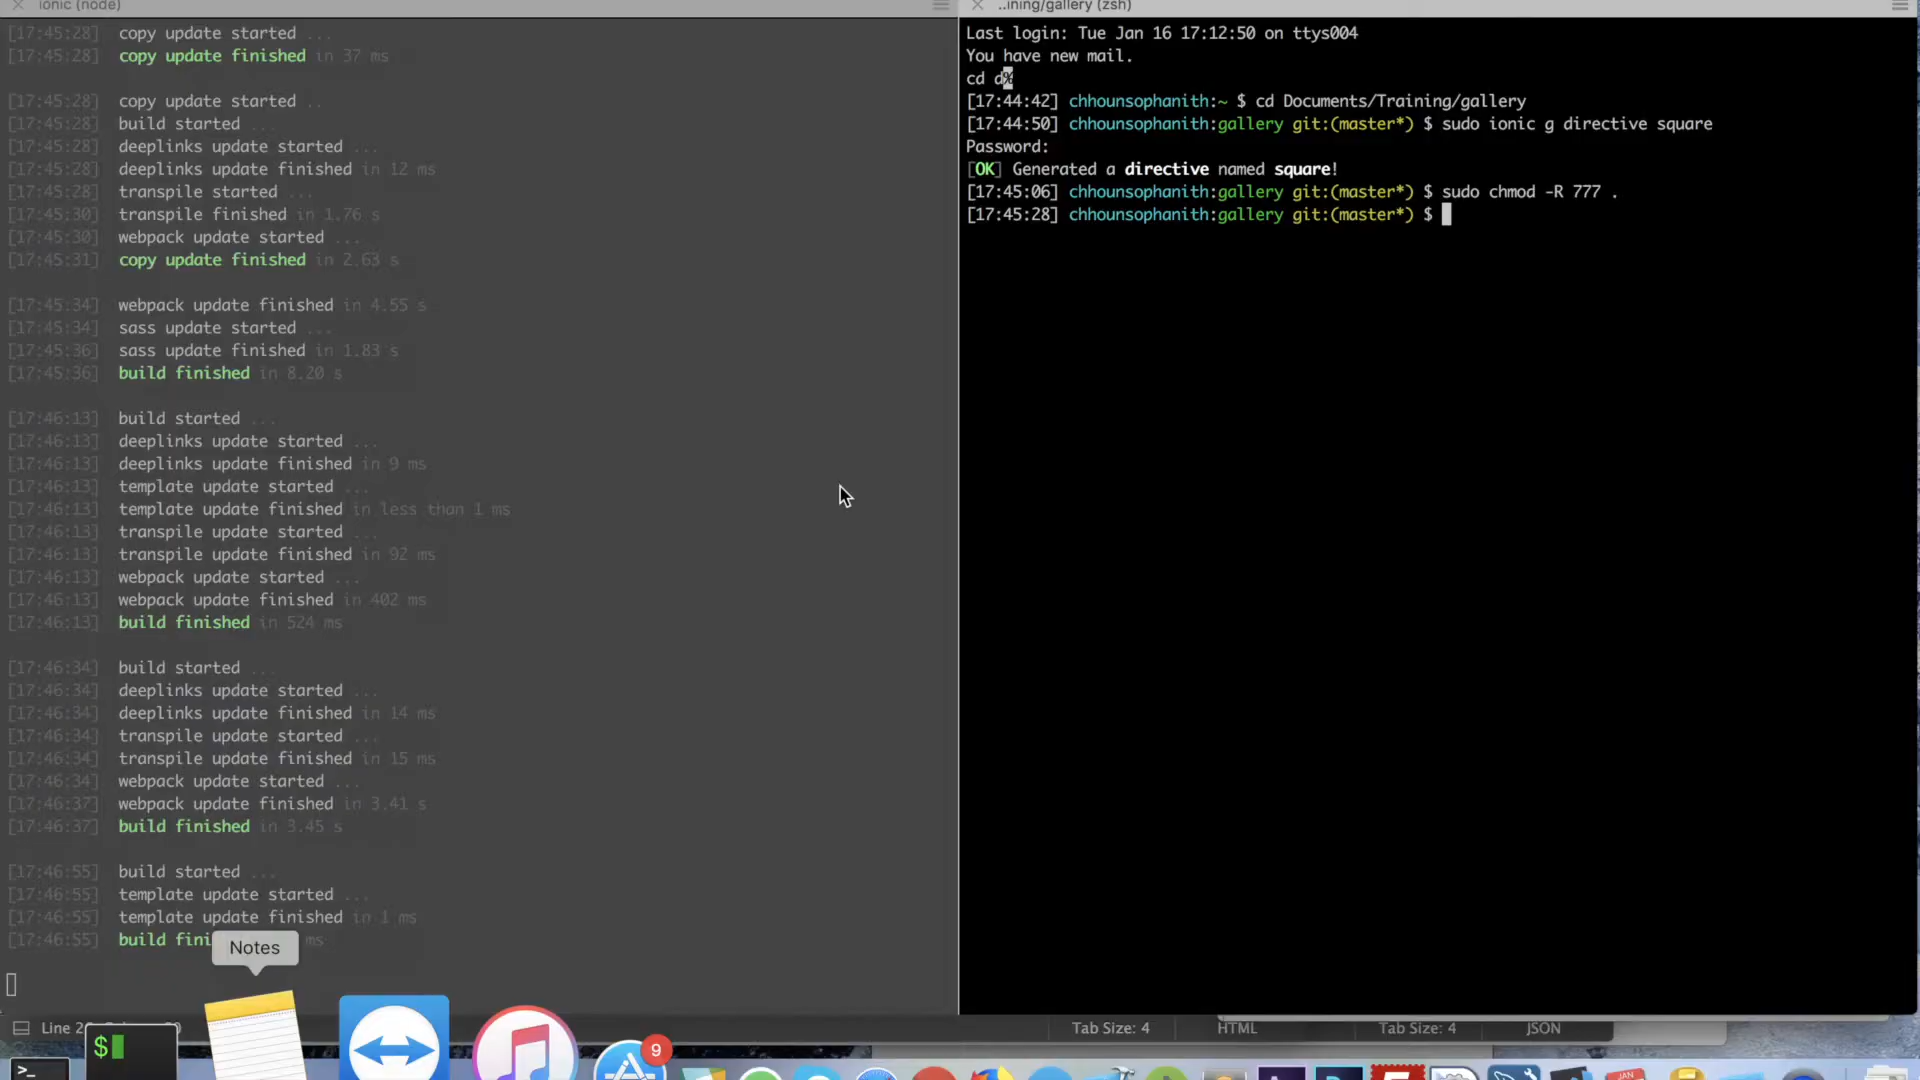 ionic (node)
[17:45:28] copy update started ...
[17:45:28] copy update finished in 37 ms
[17:45:28] copy update started ..
[17:45:28] build started ...
[17:45:28] deeplinks update started ...
[17:45:28] deeplinks update finished in 12 ms
[17:45:28] transpile started ...
[17:45:30] transpile finished in 1.76 s
[17:45:30] webpack update started ...
[17:45:31] copy update finished in 2.63 s
[17:45:34] webpack update finished in 4.55 s
[17:45:34] sass update started ...
[17:45:36] sass update finished in 1.83 s
[17:45:36] build finished in 8.20 s
[17:46:13] build started ...
[17:46:13] deeplinks update started ...
[17:46:13] deeplinks update finished in 9 ms
[17:46:13] template update started ...
[17:46:13] template update finished in less than 1 ms
[17:46:13] transpile started ...
[17:46:13] transpile update finished in 92 ms
[17:46:13] webpack update started ...
[17:46:13] webpack update finished in 402 ms
[17:46:13] build finished in 524 ms
[17:46:34] build started ...
[17:46:34] deeplinks update started ...
[17:46:34] deeplinks update finished in 14 ms
[17:46:34] transpile update started ...
[17:46:34] transpile update finished in 15 ms
[17:46:34] webpack update started ...
[17:46:37] webpack update finished in 3.41 s
[17:46:37] build finished in 3.45 s
[17:46:55] build started ...
[17:46:55] template update started ...
[17:46:55] template update finished in 1 ms
[17:46:55] build fini ms
Notes
..ining/gallery (zsh)
Last login: Tue Jan 16 17:12:50 on ttys004
You have new mail.
cd d%
[17:44:42] chhounsophanith:~ $ cd Documents/Training/gallery
[17:44:50] chhounsophanith:gallery git:(master*) $ sudo ionic g directive square
Password:
[OK] Generated a directive named square!
[17:45:06] chhounsophanith:gallery git:(master*) $ sudo chmod -R 777 .
[17:45:28] chhounsophanith:gallery git:(master*) $
Line 2
Tab Size: 4
HTML
Tab Size: 4
JSON
$
9
>_
JAN